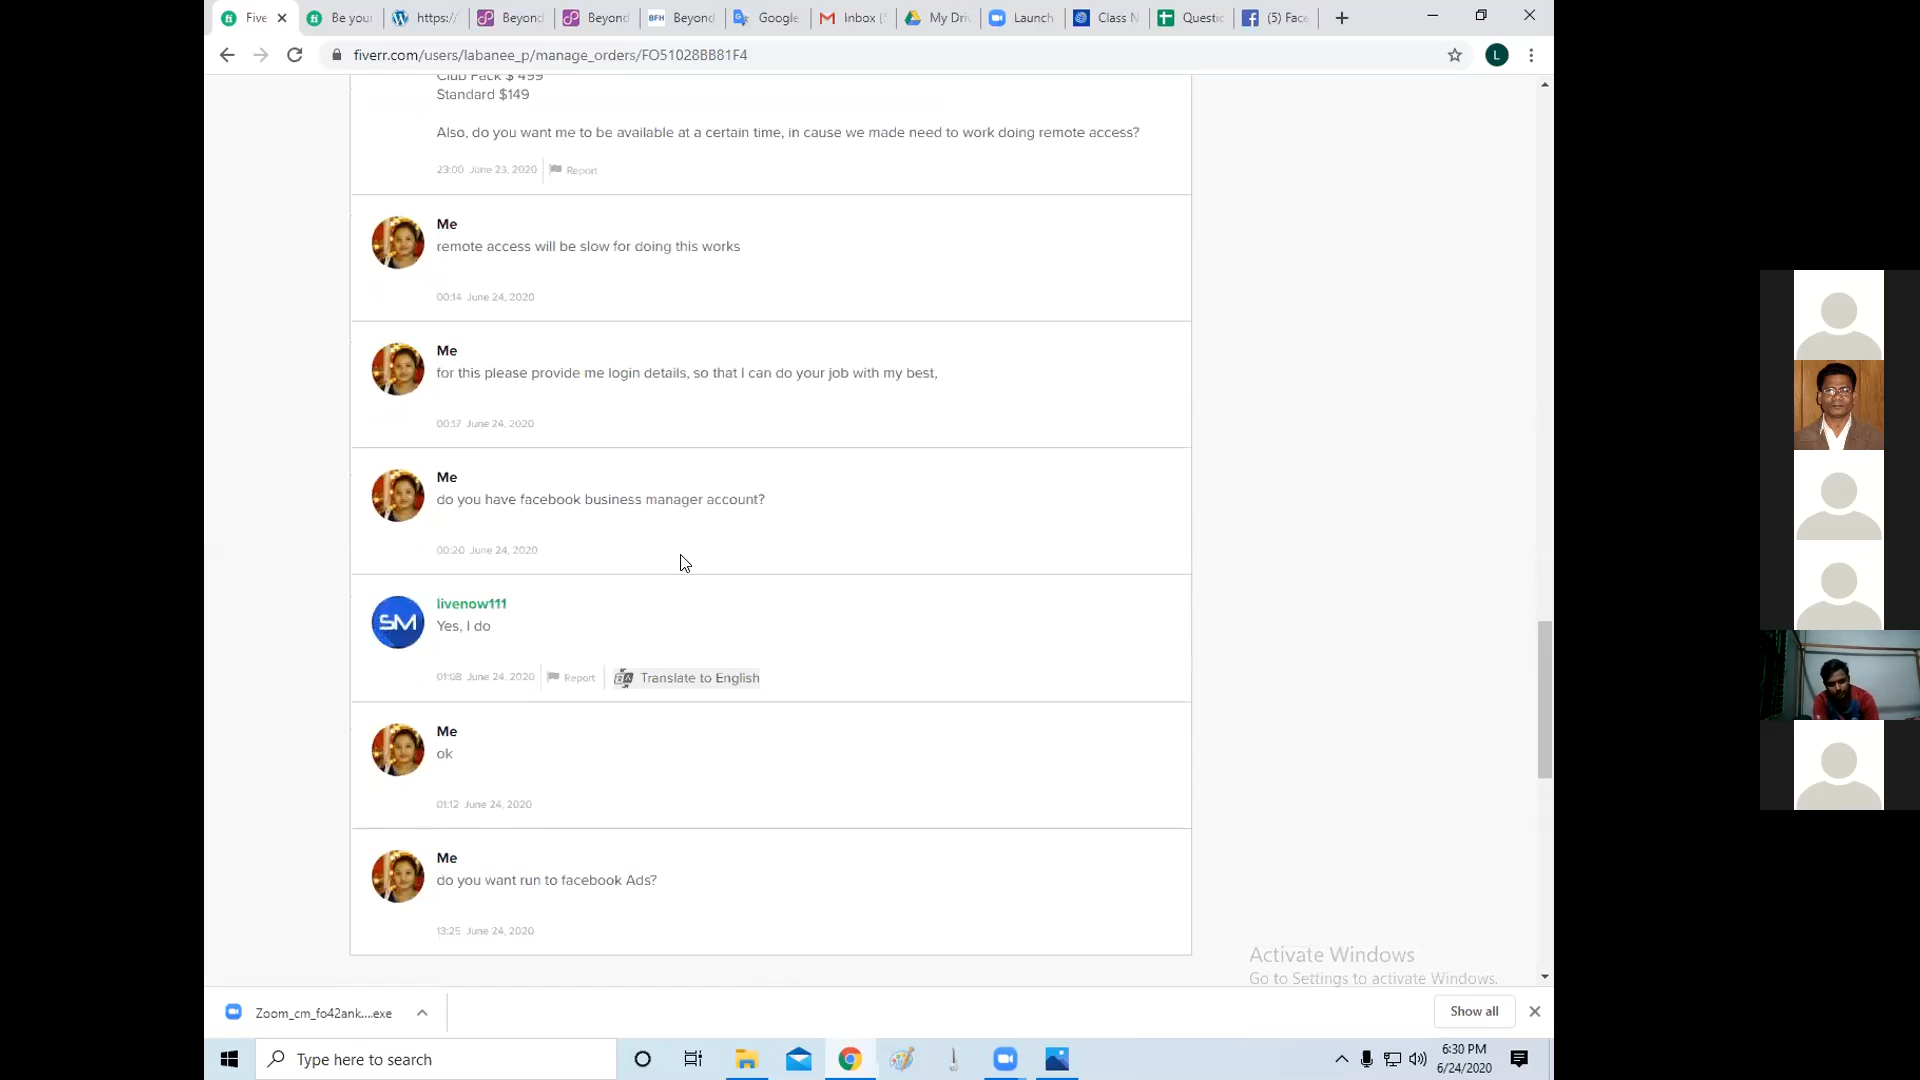 Five
Be your
https:/
Beyond
Beyond
BFH
Beyond
Google
Inbox (
My Driv
Launch
Class N
Questic
(5) Face
fiverr.com/users/labanee_p/manage_orders/FO51028BB81F4
L
Club Pack $ 499
Standard $149
Also, do you want me to be available at a certain time, in cause we made need to work doing remote access?
23:00 June 23, 2020
Report
Me
remote access will be slow for doing this works
00:14 June 24, 2020
Me
for this please provide me login details, so that I can do your job with my best,
00:17 June 24, 2020
Me
do you have facebook business manager account?
00:20 June 24, 2020
SM
livenow111
Yes, I do
01:08 June 24, 2020
Report
Translate to English
Me
ok
01:12 June 24, 2020
Me
do you want run to facebook Ads?
13:25 June 24, 2020
Activate Windows
Go to Settings to activate Windows.
Zoom_cm_fo42ank....exe
Show all
Type here to search
6:30 PM
6/24/2020